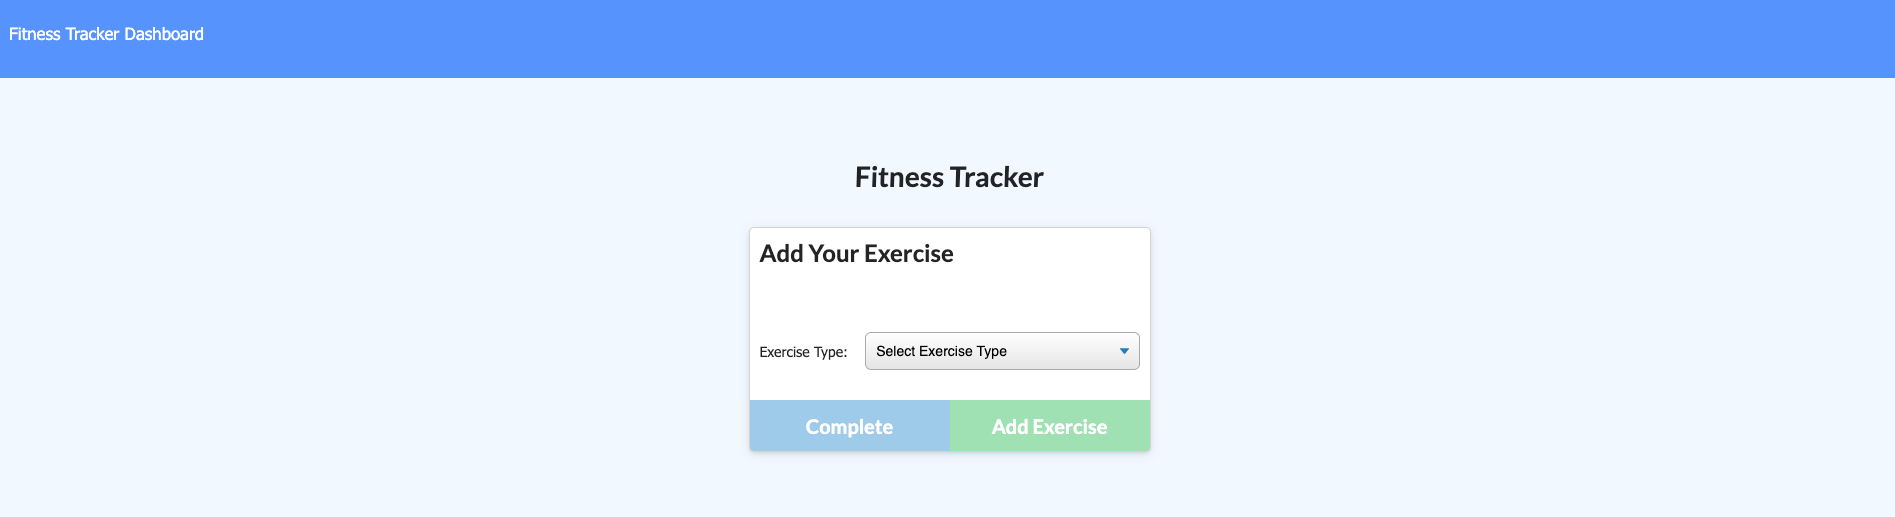 Fitness Tracker Dashboard
Fitness Tracker
Add Your Exercise
Exercise Type: Select Exercise Type
Complete Add Exercise